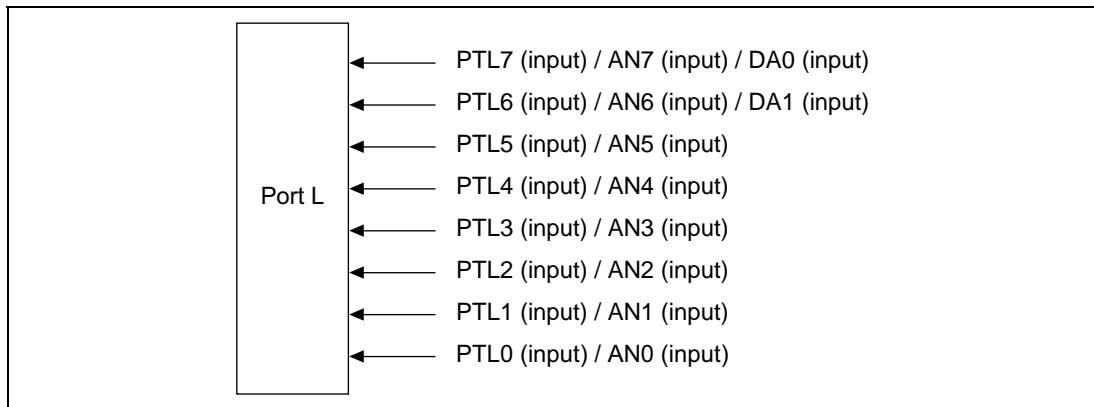 PTL7 (input) / AN7 (input) / DA0 (input)
PTL6 (input) / AN6 (input) / DA1 (input)
PTL5 (input) / AN5 (input)
PTL4 (input) / AN4 (input)
Port L
PTL3 (input) / AN3 (input)
PTL2 (input) / AN2 (input)
PTL1 (input) / AN1 (input)
PTL0 (input) / AN0 (input)